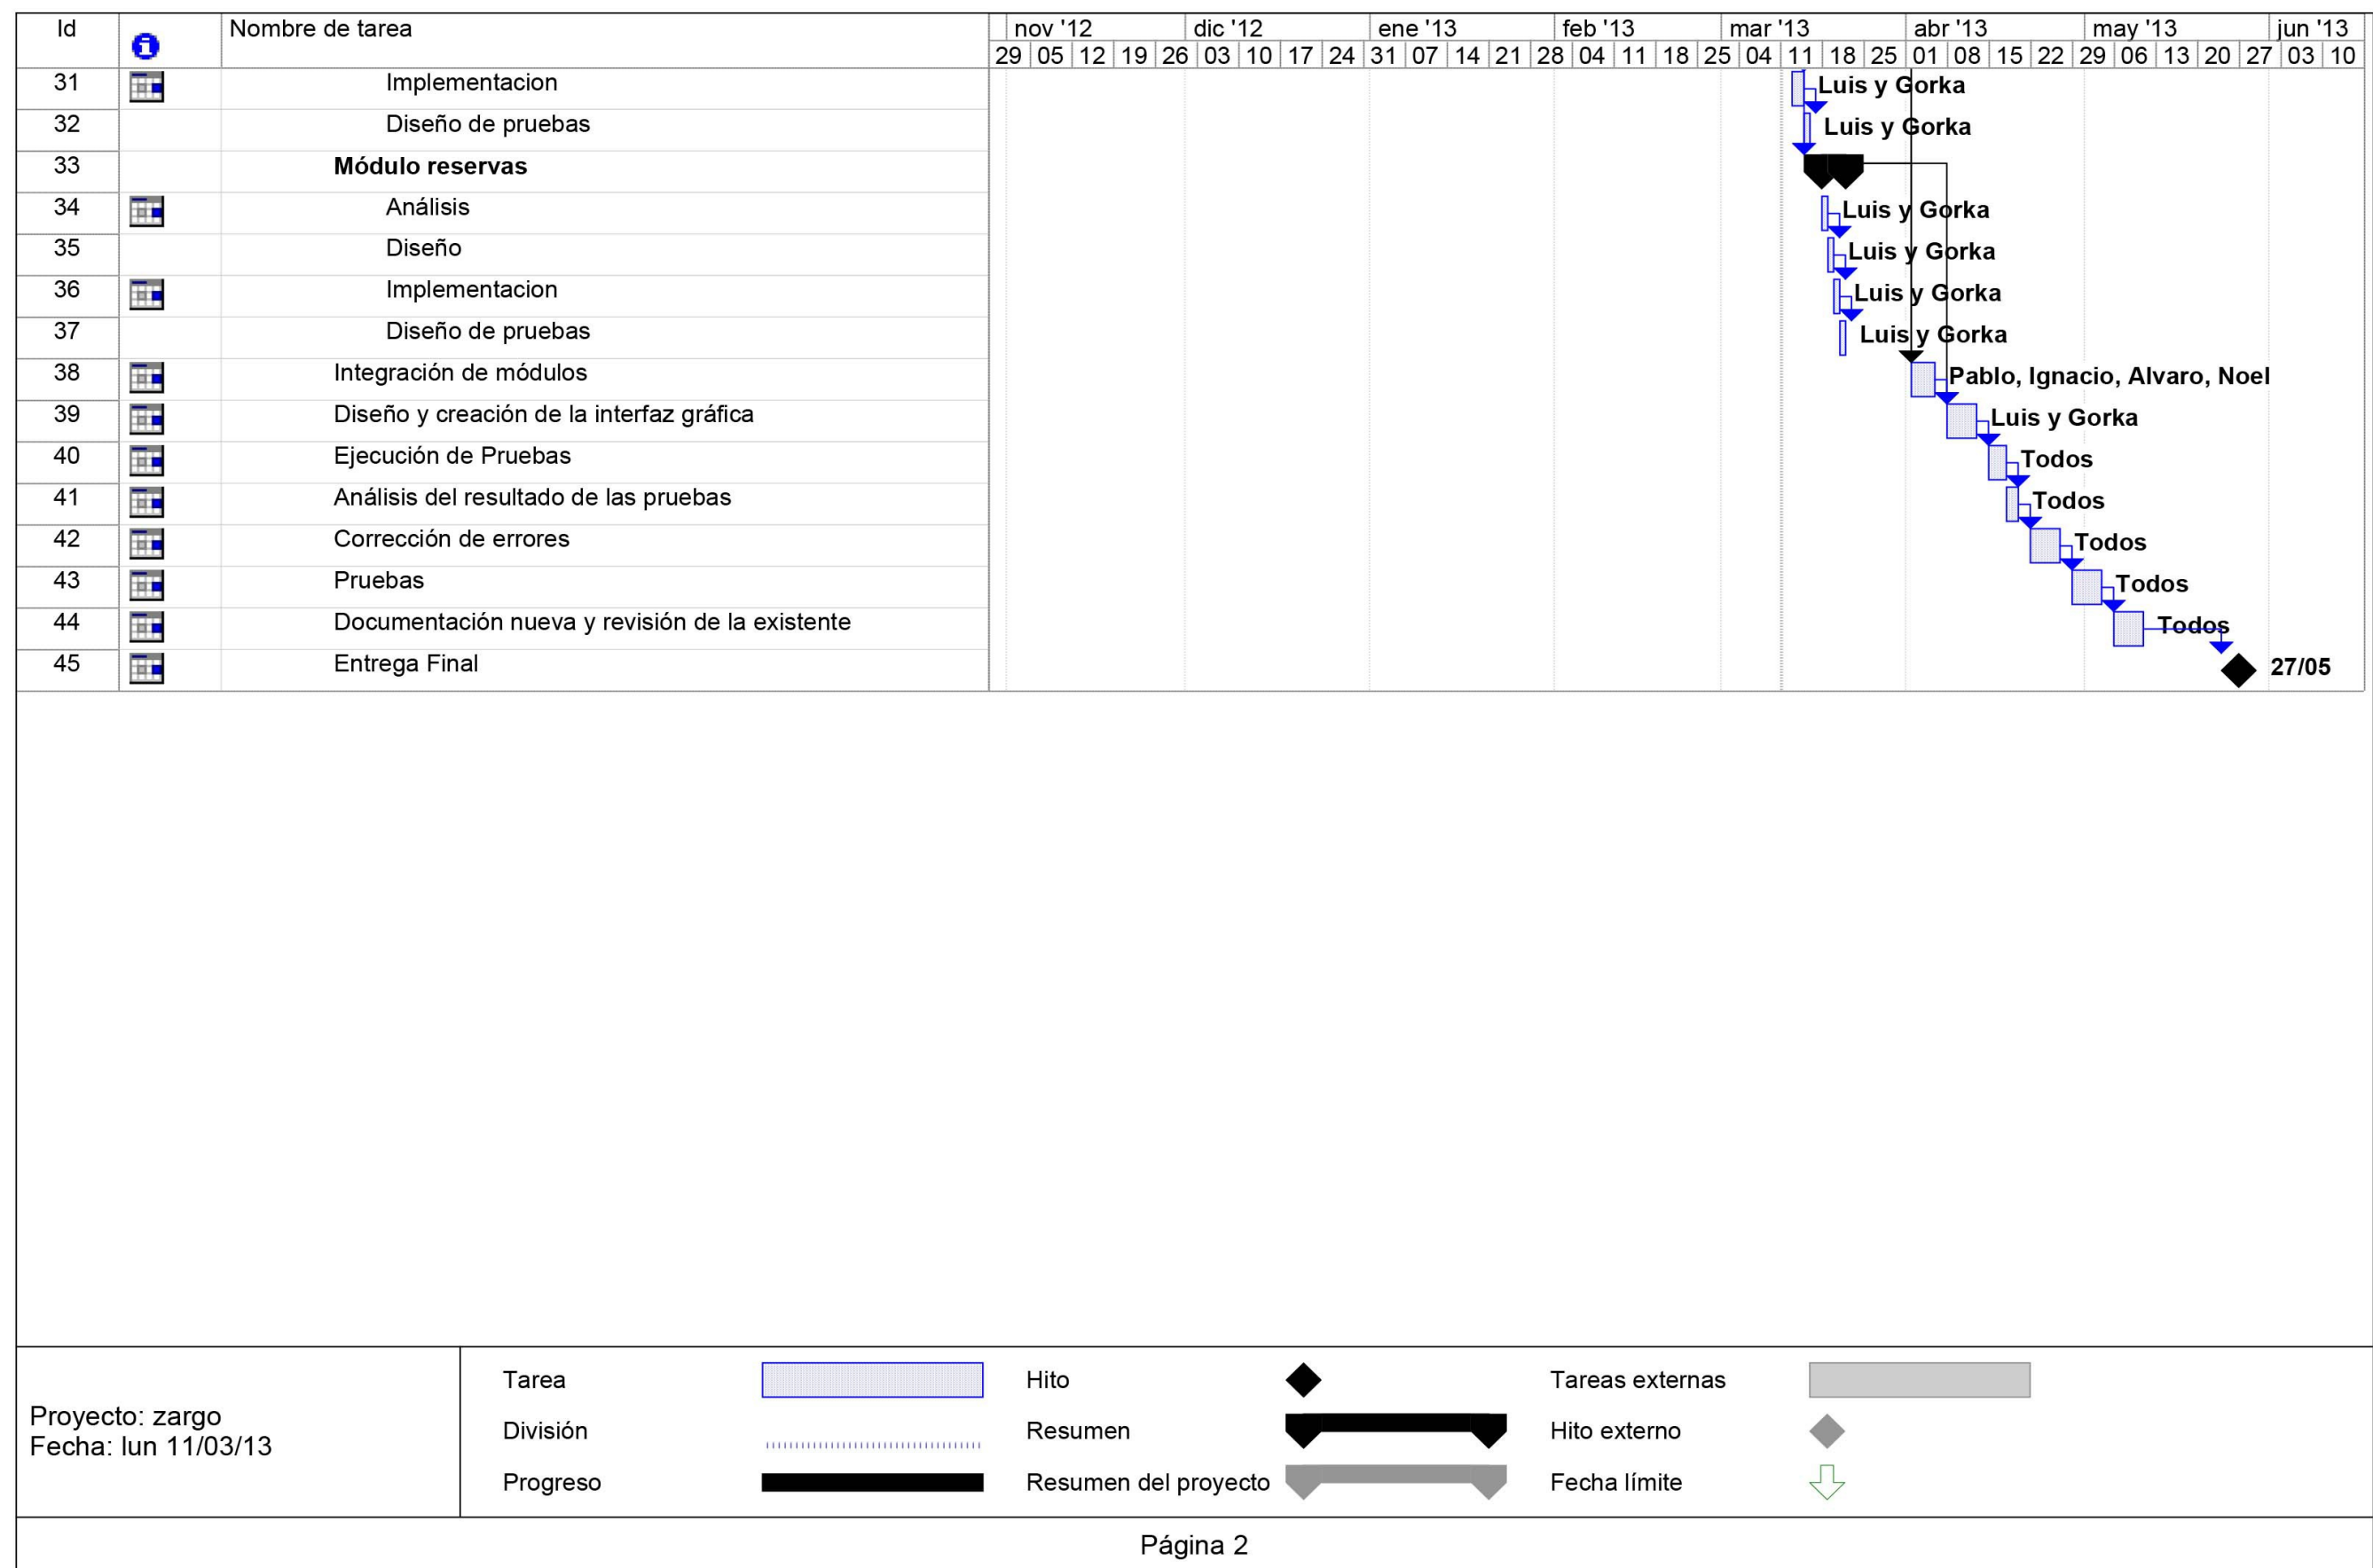 Id Nombre de tarea nov '12 dic '12 ene '13 feb '13 mar '13 abr '13 may '13 jun '13
29 05 12 19 26 03 10 17 24 31 07 14 21 28 04 11 18 25 04 11 18 25 01 08 15 22 29 06 13 20 27 03 10
31 Implementacion Luis y Gorka
32 Diseño de pruebas Luis y Gorka
33 Módulo reservas
34 Análisis Luis y Gorka
35 Diseño Luis y Gorka
36 Implementacion Luis y Gorka
37 Diseño de pruebas Luis y Gorka
38 Integración de módulos Pablo, Ignacio, Alvaro, Noel
39 Diseño y creación de la interfaz gráfica Luis y Gorka
40 Ejecución de Pruebas Todos
41 Análisis del resultado de las pruebas Todos
42 Corrección de errores Todos
43 Pruebas Todos
44 Documentación nueva y revisión de la existente Todos
45 Entrega Final 27/05
Proyecto: zargo
Fecha: lun 11/03/13
Tarea Hito Tareas externas
División Resumen Hito externo
Progreso Resumen del proyecto Fecha límite
Página 2